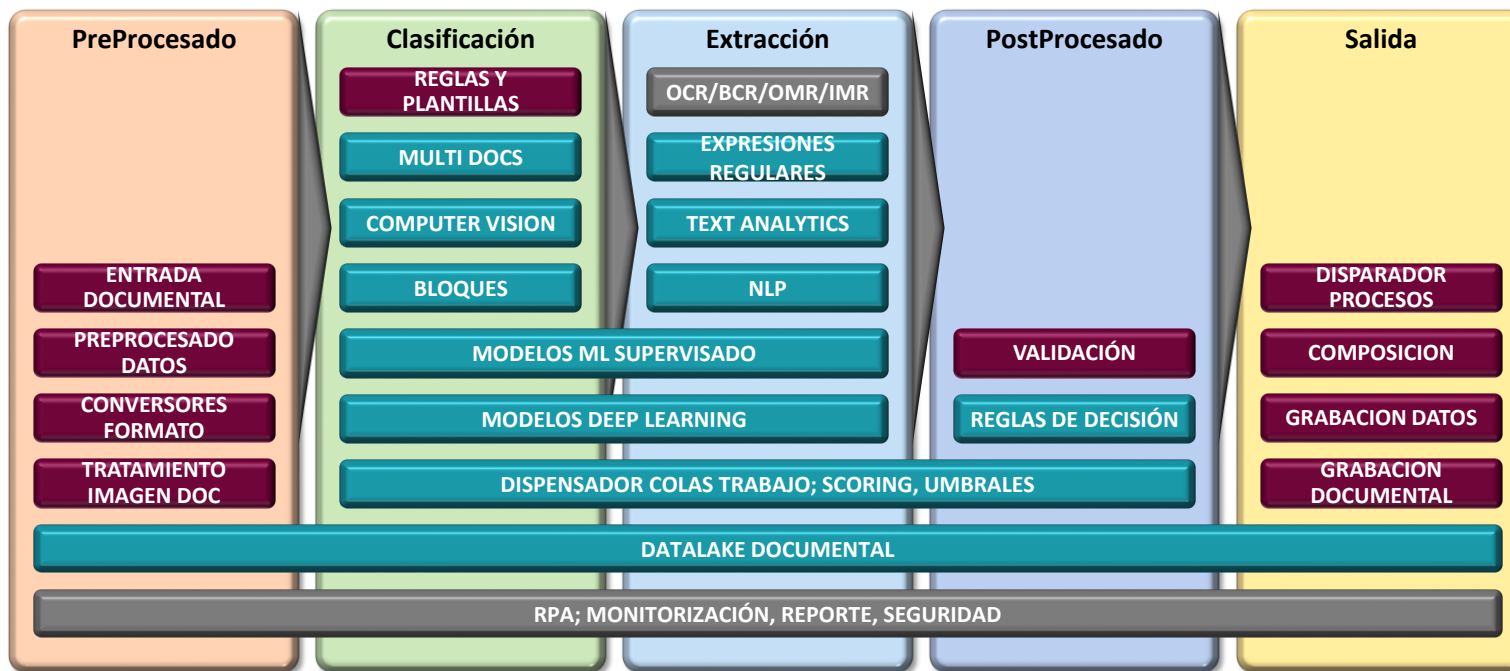 PreProcesado
ENTRADA
DOCUMENTAL
PREPROCESADO
DATOS
CONVERSORES
FORMATO
TRATAMIENTO
IMAGEN DOC
Clasificación
REGLAS Y
PLANTILLAS
MULTI DOCS
COMPUTER VISION
BLOQUES
Extracción
OCR/BCR/OMR/IMR
EXPRESIONES
REGULARES
TEXT ANALYTICS
NLP
MODELOS ML SUPERVISADO
MODELOS DEEP LEARNING
PostProcesado
VALIDACIÓN
REGLAS DE DECISIÓN
DISPENSADOR COLAS TRABAJO; SCORING, UMBRALES
Salida
DISPARADOR
PROCESOS
COMPOSICION
GRABACION DATOS
GRABACION
DOCUMENTAL
DATALAKE DOCUMENTAL
RPA; MONITORIZACIÓN, REPORTE, SEGURIDAD